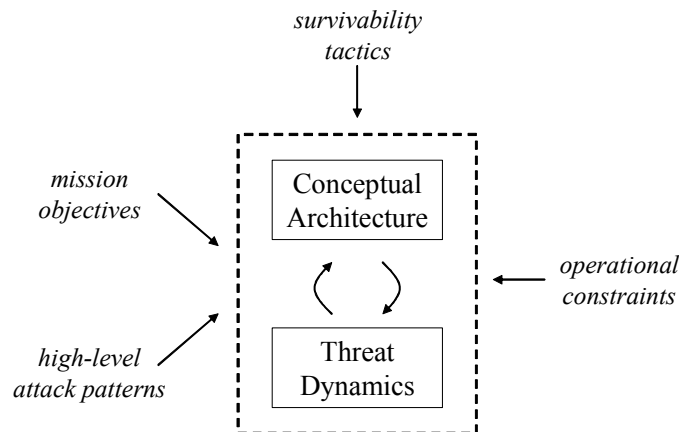 survivability
tactics
mission
objectives
Conceptual
Architecture
operational
constraints
high-level
attack patterns
Threat
Dynamics